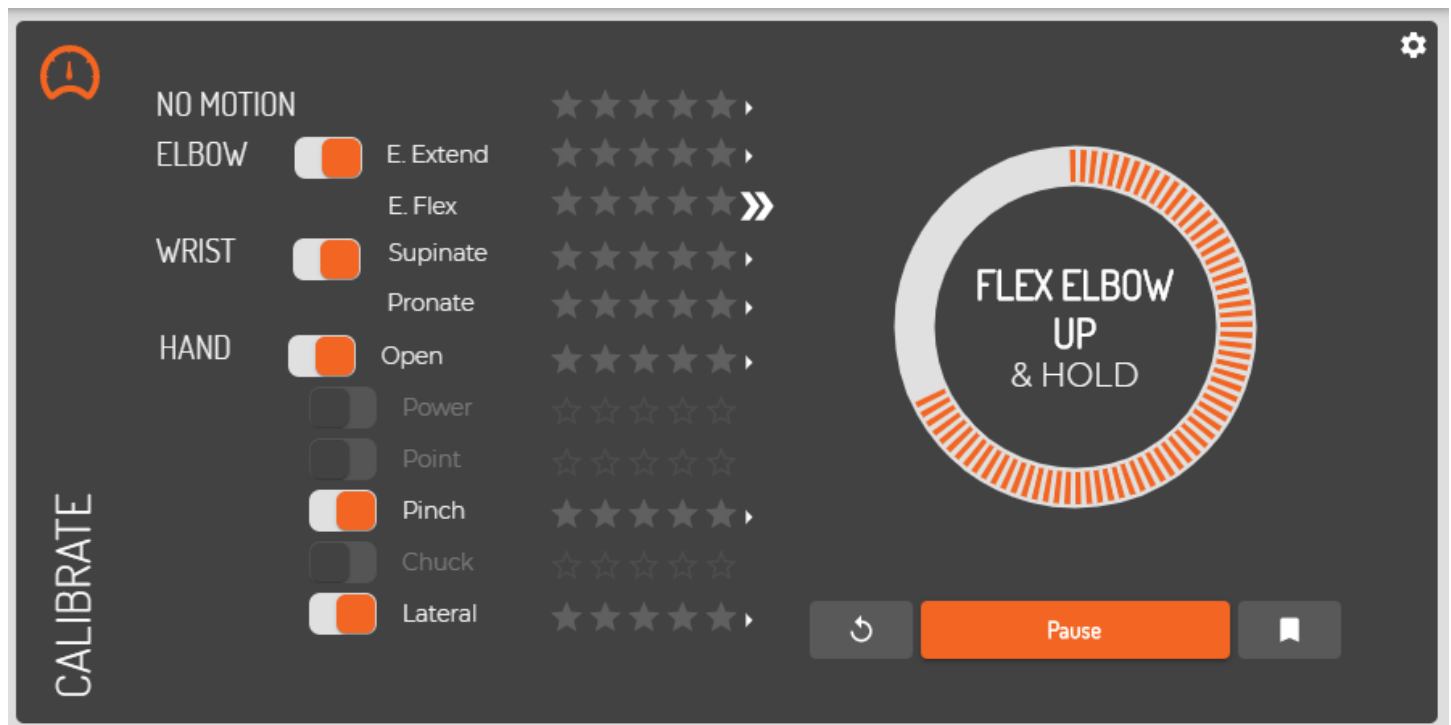 NO MOTION
ELBOW E. Extend
E. Flex
WRIST Supinate
Pronate
HAND Open
Power
Point
Pinch
Chuck
Lateral
CALIBRATE
FLEX ELBOW
UP
& HOLD
Pause